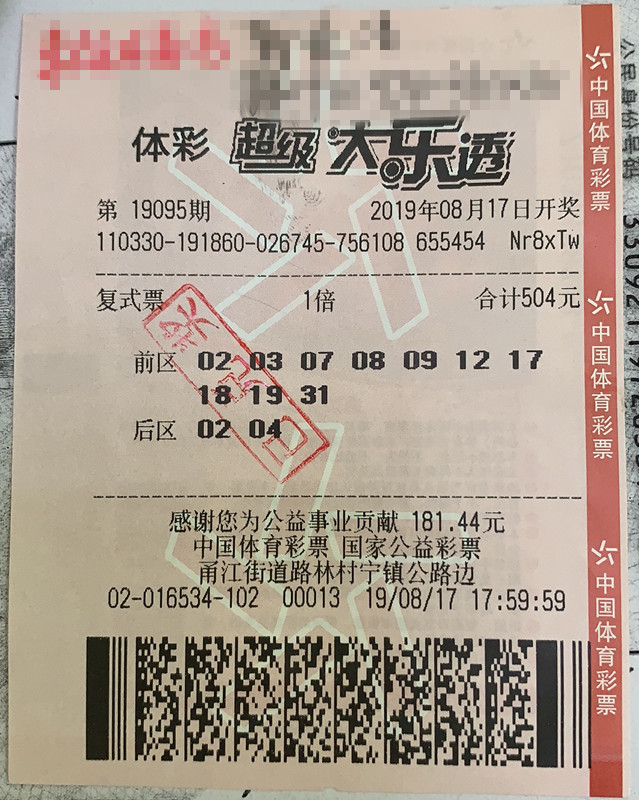 体彩 超级大乐透
第 19095期 2019年08月17日开奖
110330-191860-026745-756108 655454 Nr8xTw
复式票 1倍 合计504元
前区 02 03 07 08 09 12 17
18 19 31
后区 02 04
已兑奖
感谢您为公益事业贡献 181.44元
中国体育彩票 国家公益彩票
甬江街道路林村宁镇公路边
02-016534-102 00013 19/08/17 17:59:59
中国体育彩票
中国体育彩票
中国体育彩票